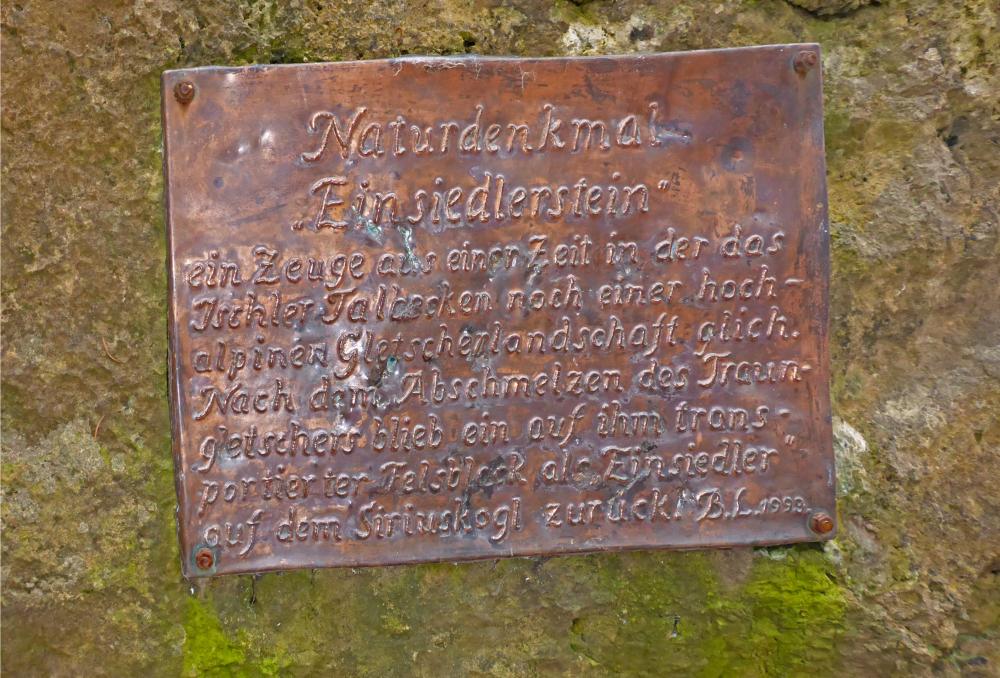 Naturdenkmal
„Einsiedlerstein"
ein Zeuge aus einer Zeit in der das
Ischler Talbecken noch einer hoch-
alpinen Gletscherlandschaft glich.
Nach dem Abschmelzen des Traun-
gletschers blieb ein auf ihm trans-
portierter Felsblock als „Einsiedler"
auf dem Siriuskogl zurück! B.L. 1993.